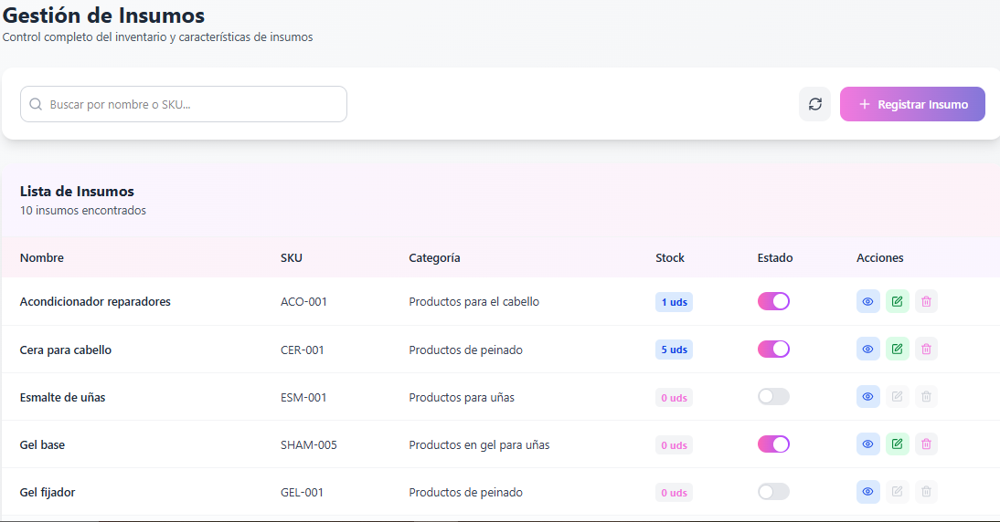 Gestión de Insumos
Control completo del inventario y características de insumos
Buscar por nombre o SKU...
Registrar Insumo
Lista de Insumos
10 insumos encontrados
Nombre SKU Categoría Stock Estado Acciones
Acondicionador reparadores ACO-001 Productos para el cabello 1 uds
Cera para cabello CER-001 Productos de peinado 5 uds
Esmalte de uñas ESM-001 Productos para uñas 0 uds
Gel base SHAM-005 Productos en gel para uñas 0 uds
Gel fijador GEL-001 Productos de peinado 0 uds